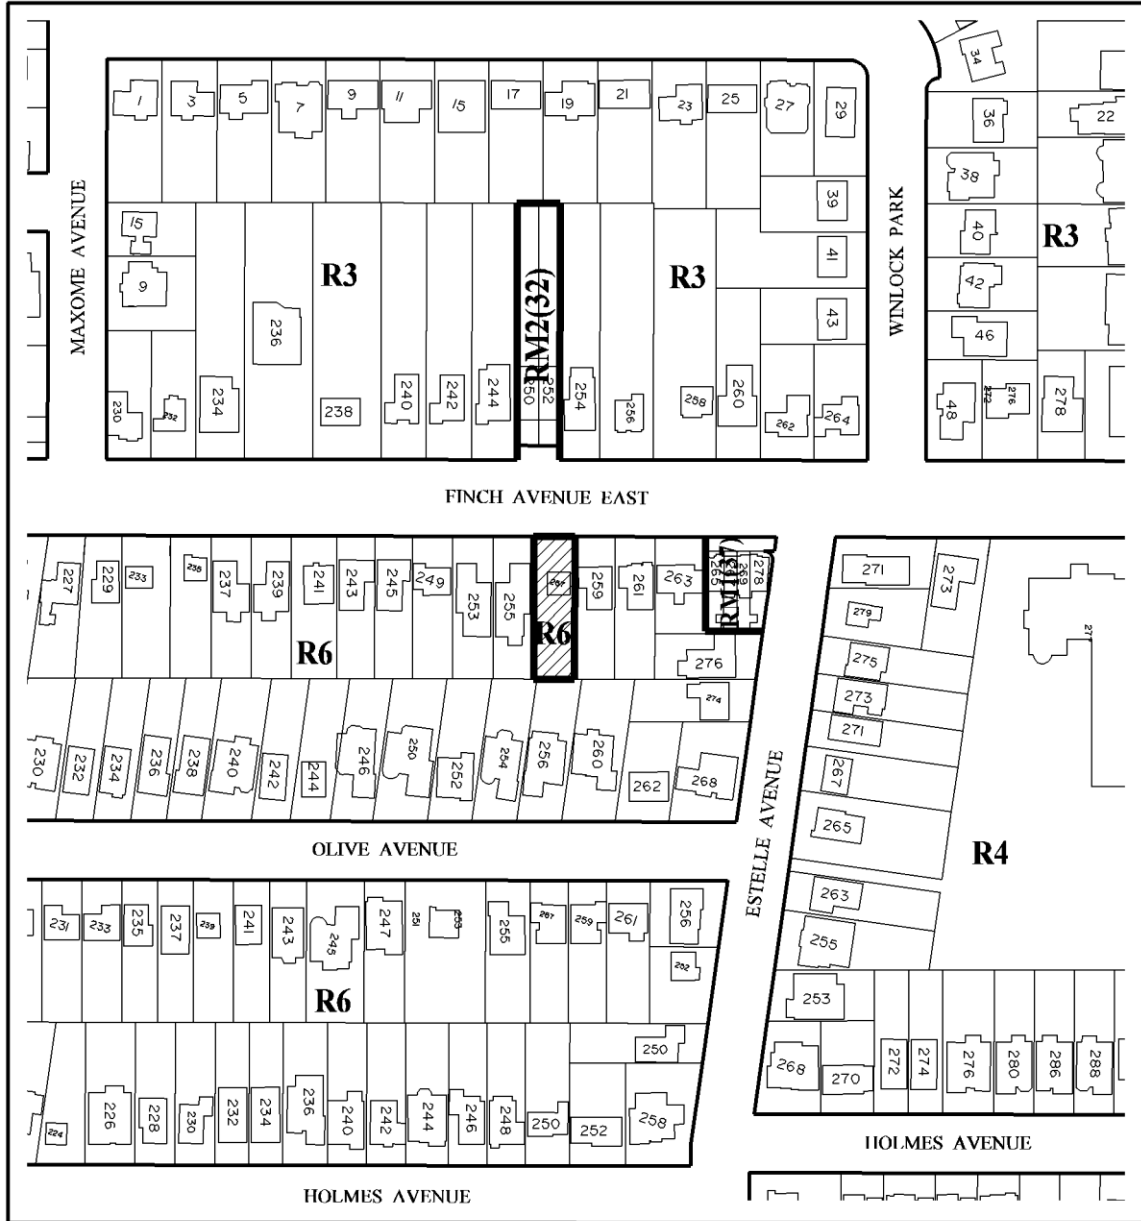 34
1 3 5 7 9 11 15 17 19 21 23 25 27 29
36 22
38
MAXOME AVENUE
15
39
WINLOCK PARK
40
R3
41
9
R3
R3
RM2(32)
42
236
43
46
230 232 234 238 240 242 244 250 252 254 256 258 260 262 264
48 272 276 278
FINCH AVENUE EAST
227 229 233 235 237 239 241 243 245 249 253 255 257 259 261 263
RM1(37)
265 269 278
271 273
279
R6
R6
276
275
274
273
271
230 232 234 236 238 240 242 244 246 250 252 254 256 260 262 268
267
265
ESTELLE AVENUE
OLIVE AVENUE
R4
263
255
231 233 235 237 239 241 243 245 247 251 253 255 257 259 261 256
252
R6
253
250
268 270 272 274 276 280 286 288
224 226 228 230 232 234 236 240 242 244 246 248 250 252 258
HOLMES AVENUE
HOLMES AVENUE